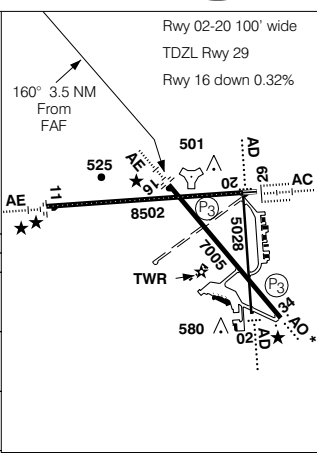 Rwy 02-20 100' wide
TDZL Rwy 29
Rwy 16 down 0.32%
160° 3.5 NM
From
FAF
501
AD
525
AE
16
20
29
AC
AE
11
8502
P3
5028
7005
TWR
P3
34
580
02
AD
AO
*